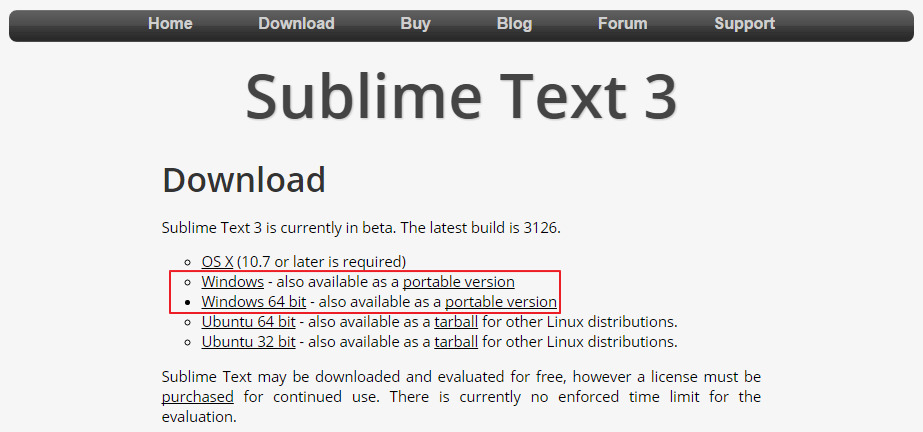 Home Download Buy Blog Forum Support
Sublime Text 3
Download
Sublime Text 3 is currently in beta. The latest build is 3126.
OS X (10.7 or later is required)
Windows - also available as a portable version
Windows 64 bit - also available as a portable version
Ubuntu 64 bit - also available as a tarball for other Linux distributions.
Ubuntu 32 bit - also available as a tarball for other Linux distributions.
Sublime Text may be downloaded and evaluated for free, however a license must be
purchased for continued use. There is currently no enforced time limit for the
evaluation.